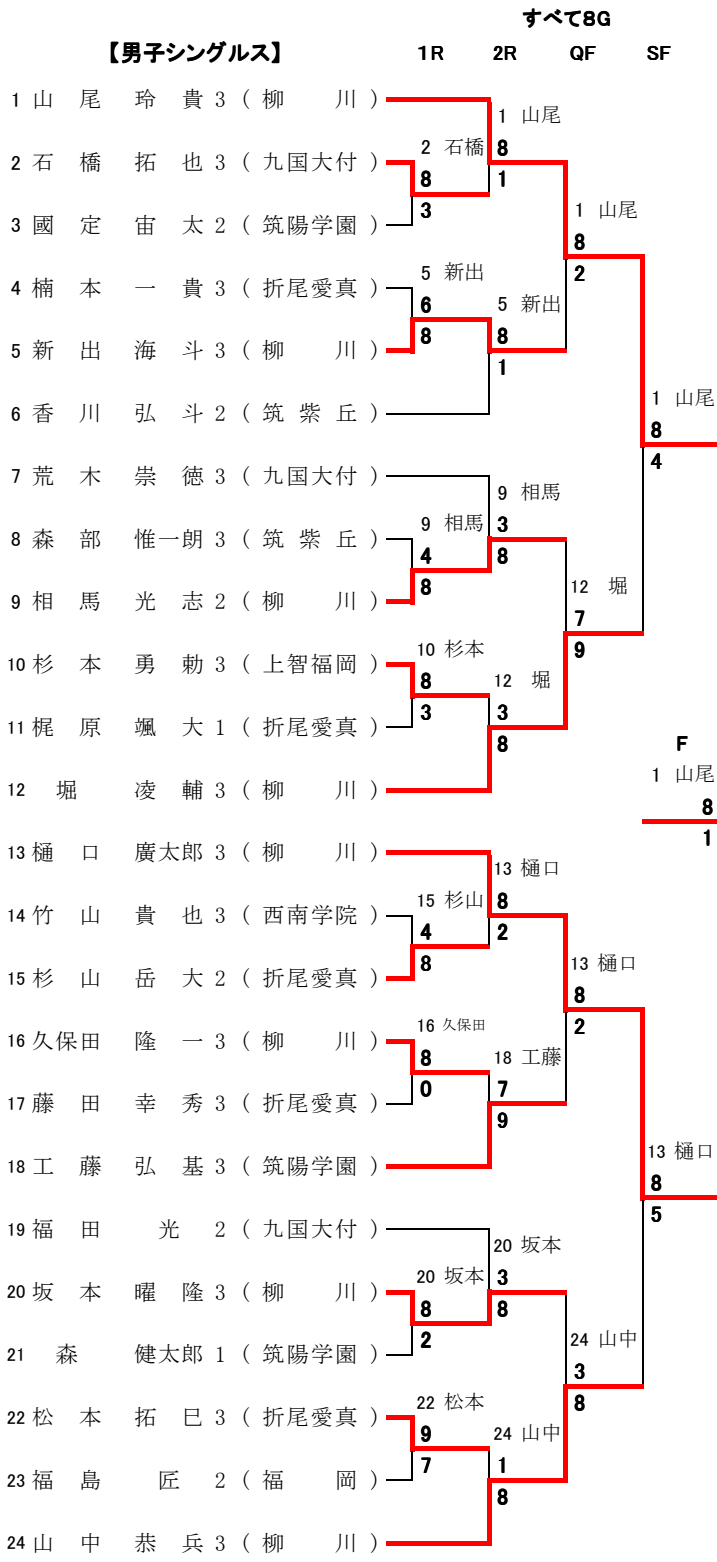 すべて8G
【男子シングルス】 1R 2R QF SF
1 山尾 玲貴 3 ( 柳川 )
1 山尾
2 石橋
8
2 石橋 拓也 3 ( 九国大付 )
8
1
3
1 山尾
3 國定 宙太 2 ( 筑陽学園 )
8
5 新出
2
4 楠本 一貴 3 ( 折尾愛真 )
6
5 新出
8
8
5 新出 海斗 3 ( 柳川 )
1
1 山尾
6 香川 弘斗 2 ( 筑紫丘 )
8
4
7 荒木 崇徳 3 ( 九国大付 )
9 相馬
9 相馬
3
8 森部 惟一朗 3 ( 筑紫丘 )
4
8
8
12 堀
9 相馬 光志 2 ( 柳川 )
7
9
10 杉本
10 杉本 勇勅 3 ( 上智福岡 )
8
12 堀
3
3
11 梶原 颯大 1 ( 折尾愛真 )
8
F
1 山尾
12 堀 凌輔 3 ( 柳川 )
8
1
13 樋口 廣太郎 3 ( 柳川 )
13 樋口
15 杉山
8
14 竹山 貴也 3 ( 西南学院 )
4
2
8
13 樋口
15 杉山 岳大 2 ( 折尾愛真 )
8
16 久保田
2
16 久保田 隆一 3 ( 柳川 )
8
18 工藤
0
7
17 藤田 幸秀 3 ( 折尾愛真 )
9
13 樋口
18 工藤 弘基 3 ( 筑陽学園 )
8
5
19 福田 光 2 ( 九国大付 )
20 坂本
20 坂本
3
20 坂本 曜隆 3 ( 柳川 )
8
8
2
24 山中
21 森 健太郎 1 ( 筑陽学園 )
3
8
22 松本
22 松本 拓巳 3 ( 折尾愛真 )
9
24 山中
7
1
23 福島 匠 2 ( 福岡 )
8
24 山中 恭兵 3 ( 柳川 )